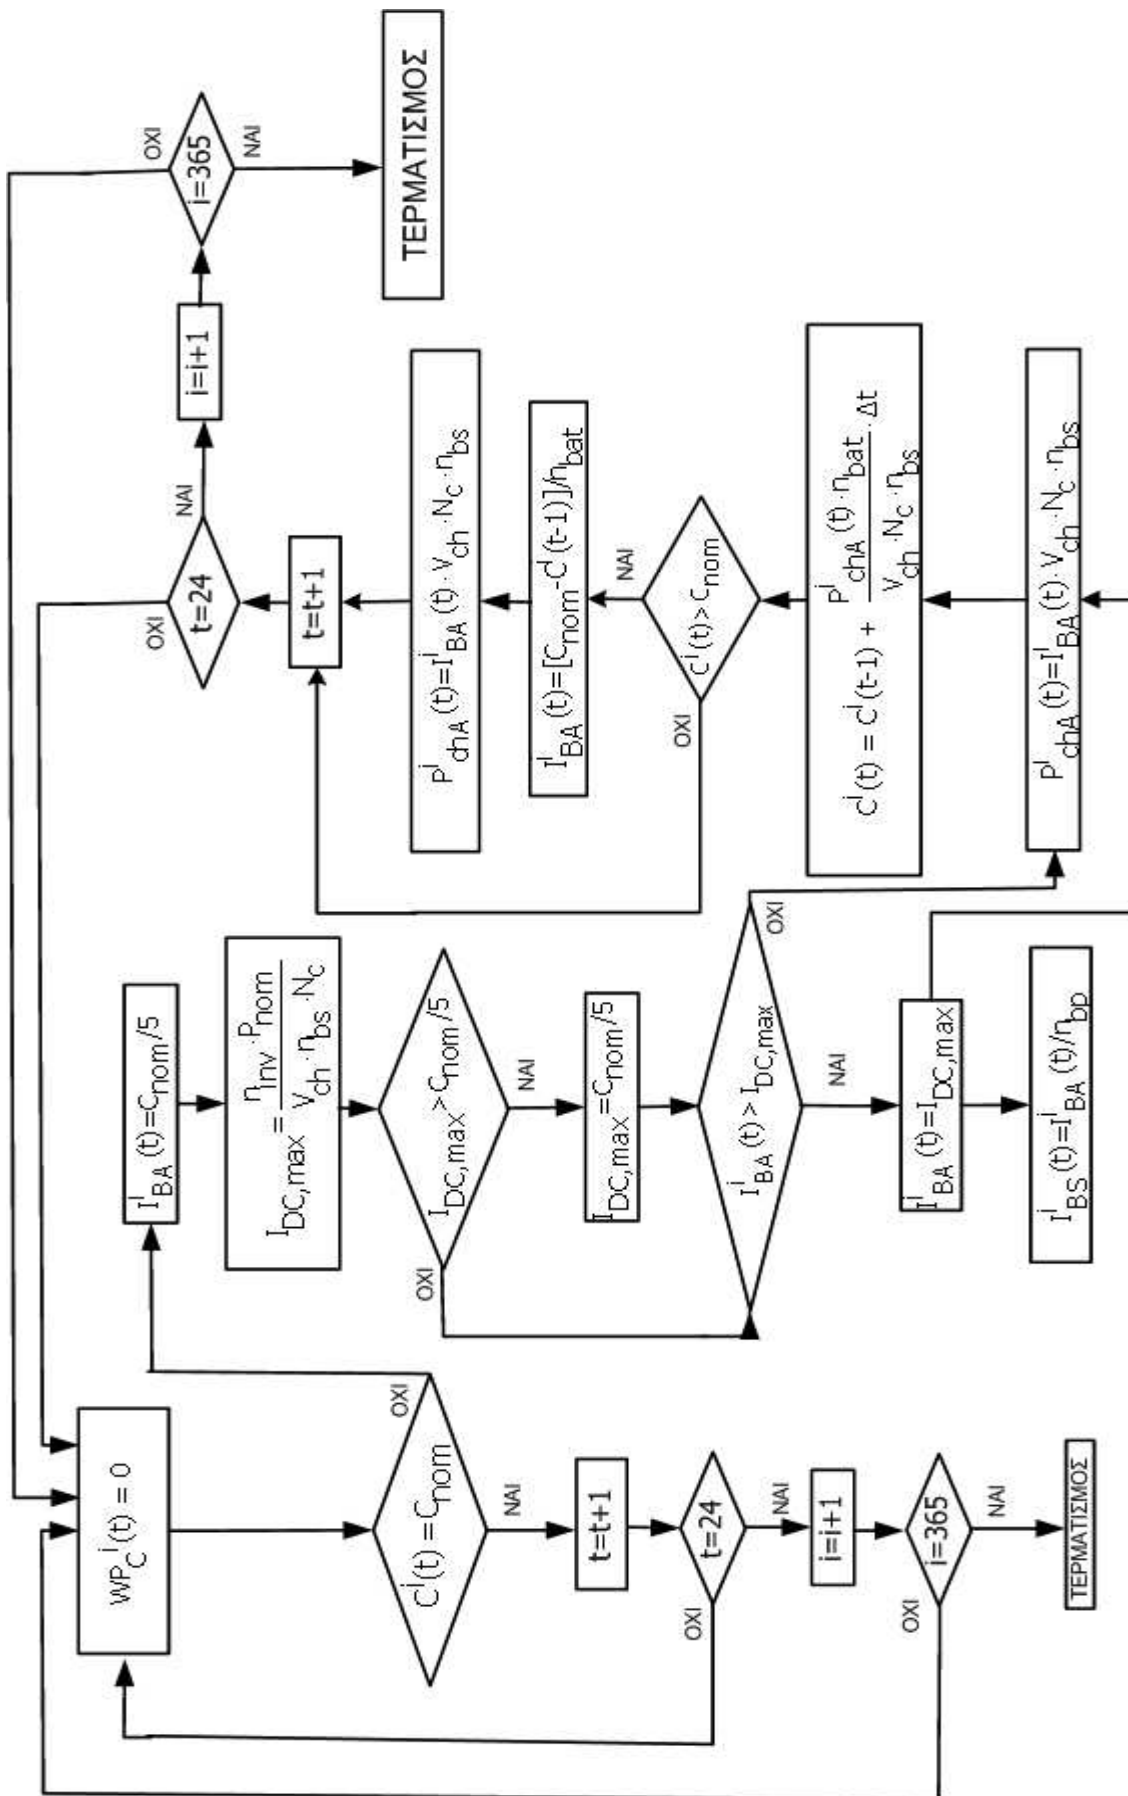 WP_C^i(t) = 0
C^i(t) = C_nom
ΟΧΙ
ΝΑΙ
t=t+1
t=24
ΟΧΙ
ΝΑΙ
i=i+1
i=365
ΟΧΙ
ΝΑΙ
ΤΕΡΜΑΤΙΣΜΟΣ
I^i_BA(t)=C_nom/5
I_DC,max = n_inv·P_nom / V_ch·n_bs·N_c
I_DC,max>C_nom/5
ΟΧΙ
ΝΑΙ
I_DC,max=C_nom/5
I^i_BA(t)>I_DC,max
ΟΧΙ
ΝΑΙ
I^i_BA(t)=I_DC,max
I^i_BS(t)=I^i_BA(t)/n_bp
P^i_chA(t)=I^i_BA(t)·V_ch·N_c·n_bs
C^i(t) = C^i(t-1) + P^i_chA(t)·n_bat / V_ch·N_c·n_bs ·Δt
C^i(t)>C_nom
ΟΧΙ
ΝΑΙ
I^i_BA(t)=[C_nom-C^i(t-1)]/n_bat
P^i_chA(t)=I^i_BA(t)·V_ch·N_c·n_bs
t=t+1
t=24
ΟΧΙ
ΝΑΙ
i=i+1
i=365
ΟΧΙ
ΝΑΙ
ΤΕΡΜΑΤΙΣΜΟΣ